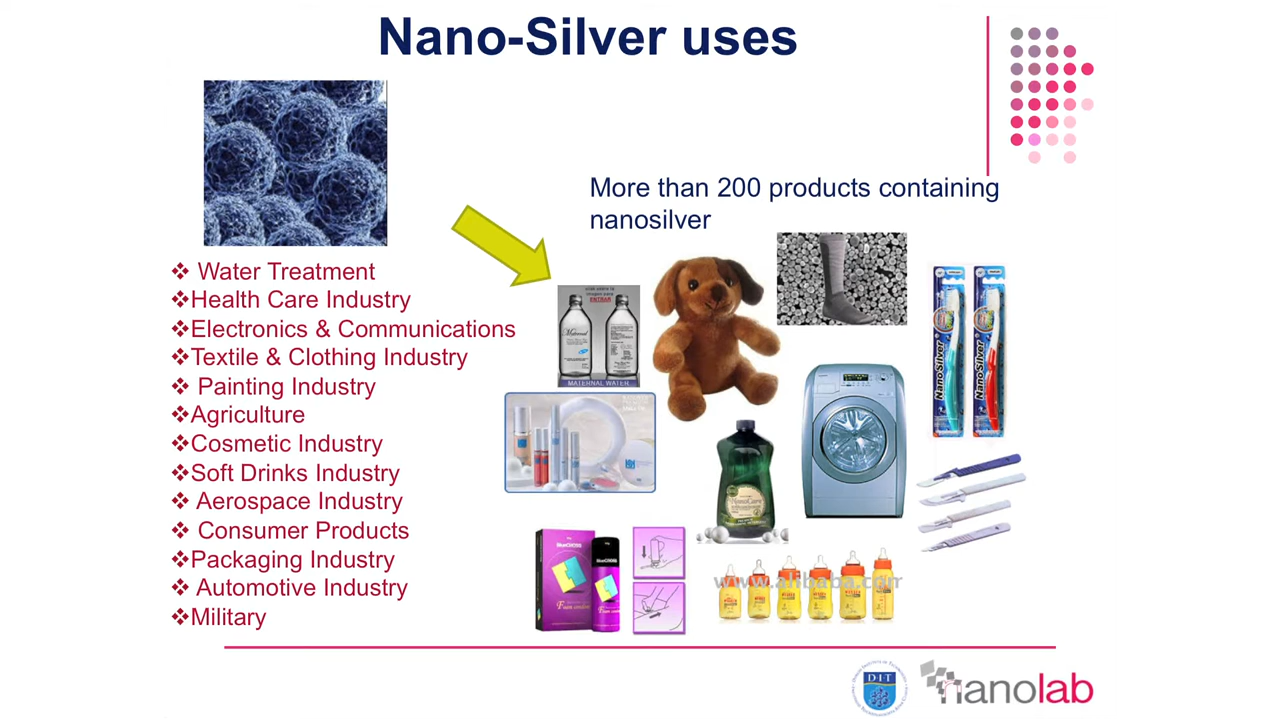 Nano-Silver uses
More than 200 products containing
nanosilver
❖ Water Treatment
❖Health Care Industry
❖Electronics & Communications
❖Textile & Clothing Industry
❖ Painting Industry
❖Agriculture
❖Cosmetic Industry
❖Soft Drinks Industry
❖ Aerospace Industry
❖ Consumer Products
❖Packaging Industry
❖ Automotive Industry
❖Military
ENTRAR
Maternal
MATERNAL WATER
Nano Silver
Nano Silver
www.alibaba.com
DIT
nanolab